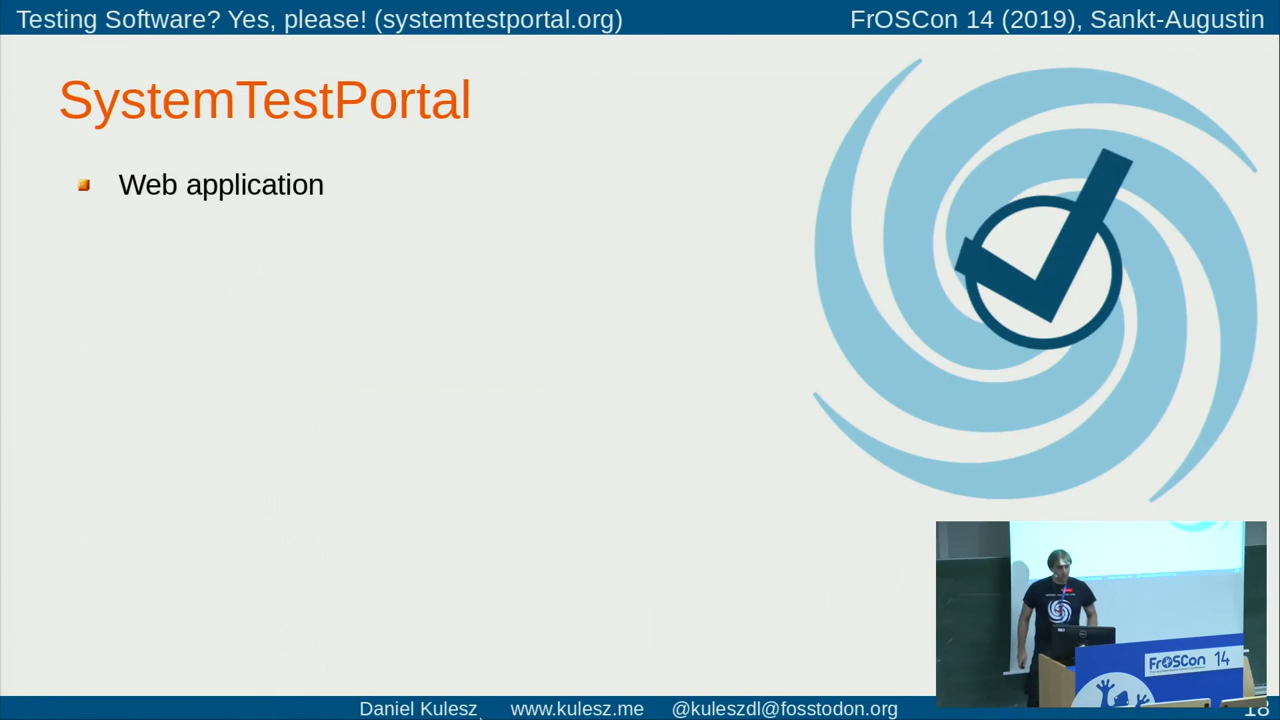 Testing Software? Yes, please! (systemtestportal.org)
FrOSCon 14 (2019), Sankt-Augustin
SystemTestPortal
Web application
FrOSCon 14
Daniel Kulesz
www.kulesz.me
@kuleszdl@fosstodon.org
18